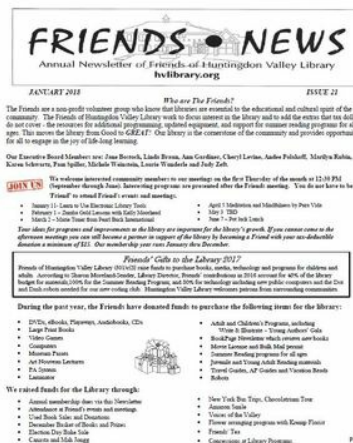 FRIENDS • NEWS
Annual Newsletter of Friends of Huntingdon Valley Library
hvlibrary.org
JANUARY 2018 ISSUE 21
Who are The Friends?
The Friends are a non-profit volunteer group who know that libraries are essential to the educational and cultural spirit of the
community. The Friends of Huntingdon Valley Library work to focus interest in the library and to add the extras that tax doll
do not cover - the resources for additional programming, updated equipment, and support for summer reading programs for al
ages. This moves the library from Good to GREAT! Our library is the cornerstone of the community and provides opportuni
for all to engage in the joy of life-long learning.
Our Executive Board Members are: Jane Bostock, Linda Bruun, Ann Gardiner, Cheryl Levine, Andee Polskoff, Marilyn Rubin,
Karen Schwartz, Pam Spiller, Michele Weinstein, Laurie Wunderle and Judy Zeft.
JOIN US
We welcome interested community members to our meetings on the first Thursday of the month at 12:30 PM
(September through June). Interesting programs are presented after the Friends meeting. You do not have to be
'Friend' to attend Friend's events and meetings.
January 11- Learn to Use Electronic Library Tools
February 1 – Zumba Gold Lessons with Kelly
March 2 – Matte Toner from Pearl Buck International
April 5 Meditation and Mindfulness by Pam
May 3 TBD
June 7 – Pot luck Lunch
Your ideas for programs and improvements to the library are important for the library's growth. If you cannot come to the
afternoon meetings you can still become a partner in support of the library by becoming a Friend with your tax-deductible
donation a minimum of $15. Our membership year runs January thru December.
Friends' Gifts to the Library 2017
Friends of Huntingdon Valley Library (501c3) raise funds to purchase books, media, technology and programs for children and
adults. According to Sharon Moreland-Sender, Library Director, Friends' contributions in 2016 account for 40% of the library
budget for materials, 100% for the Summer Reading Program, and 50% for technology including new public computers and the Dot
and Dash robots needed for our new coding club. Huntingdon Valley Library welcomes patrons from surrounding communities.
During the past year, the Friends have donated funds to purchase the following items for the library:
DVDs, eBooks, Playaways, Audiobooks, CDs
Large Print Books
Video Games
Computers
Museum Passes
Art Nouveau Lectures
PA System
Laminator
Adult and Children's Programs, including
Write & Illustrate – Young Authors' Gala
BookPage Newsletter which reviews new books
Movie License and Bulk Mail permit
Summer Reading programs for all ages
Juvenile and Young Adult Reading materials
Travel Guides, AP Guides and Vacation Reads
Robots
We raised funds for the Library through:
Annual membership dues via this Newsletter
Attendance at Friend's events and meetings
Used Book Sales and Donations
December Basket of Books and Prizes
Election Day Bake Sale
Canasta and Mah Jongg
New York Bus Trips, Chocolatrium Tour
Amazon Smile
Voices of the Valley
Flower arranging program with Kremp Florist
Friends' Tea
Concessions at Library Programs